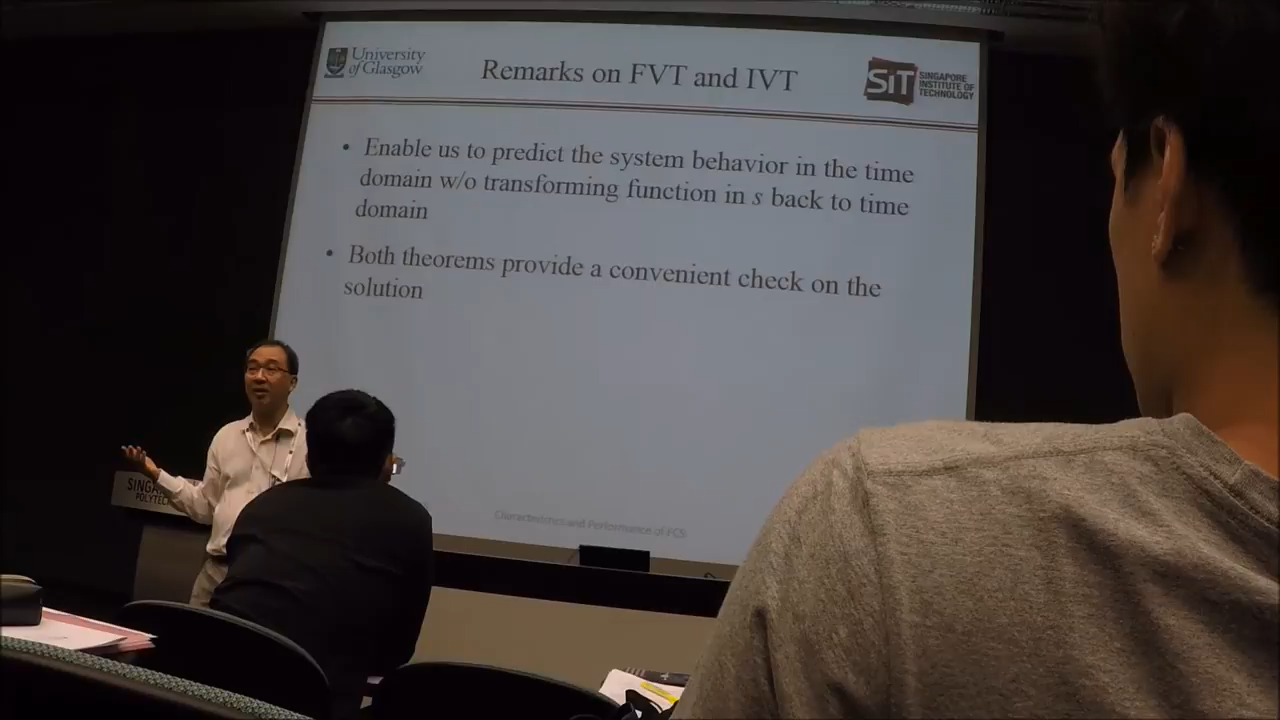 University
of Glasgow
Remarks on FVT and IVT
SiT
SINGAPORE
INSTITUTE OF
TECHNOLOGY
• Enable us to predict the system behavior in the time
domain w/o transforming function in s back to time
domain
• Both theorems provide a convenient check on the
solution
Characteristics and Performance of FCS